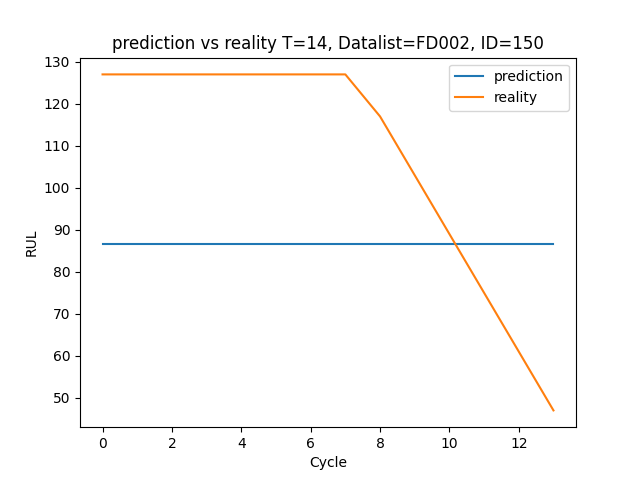 prediction vs reality T=14, Datalist=FD002, ID=150
prediction
reality
RUL
130
120
110
100
90
80
70
60
50
0 2 4 6 8 10 12
Cycle